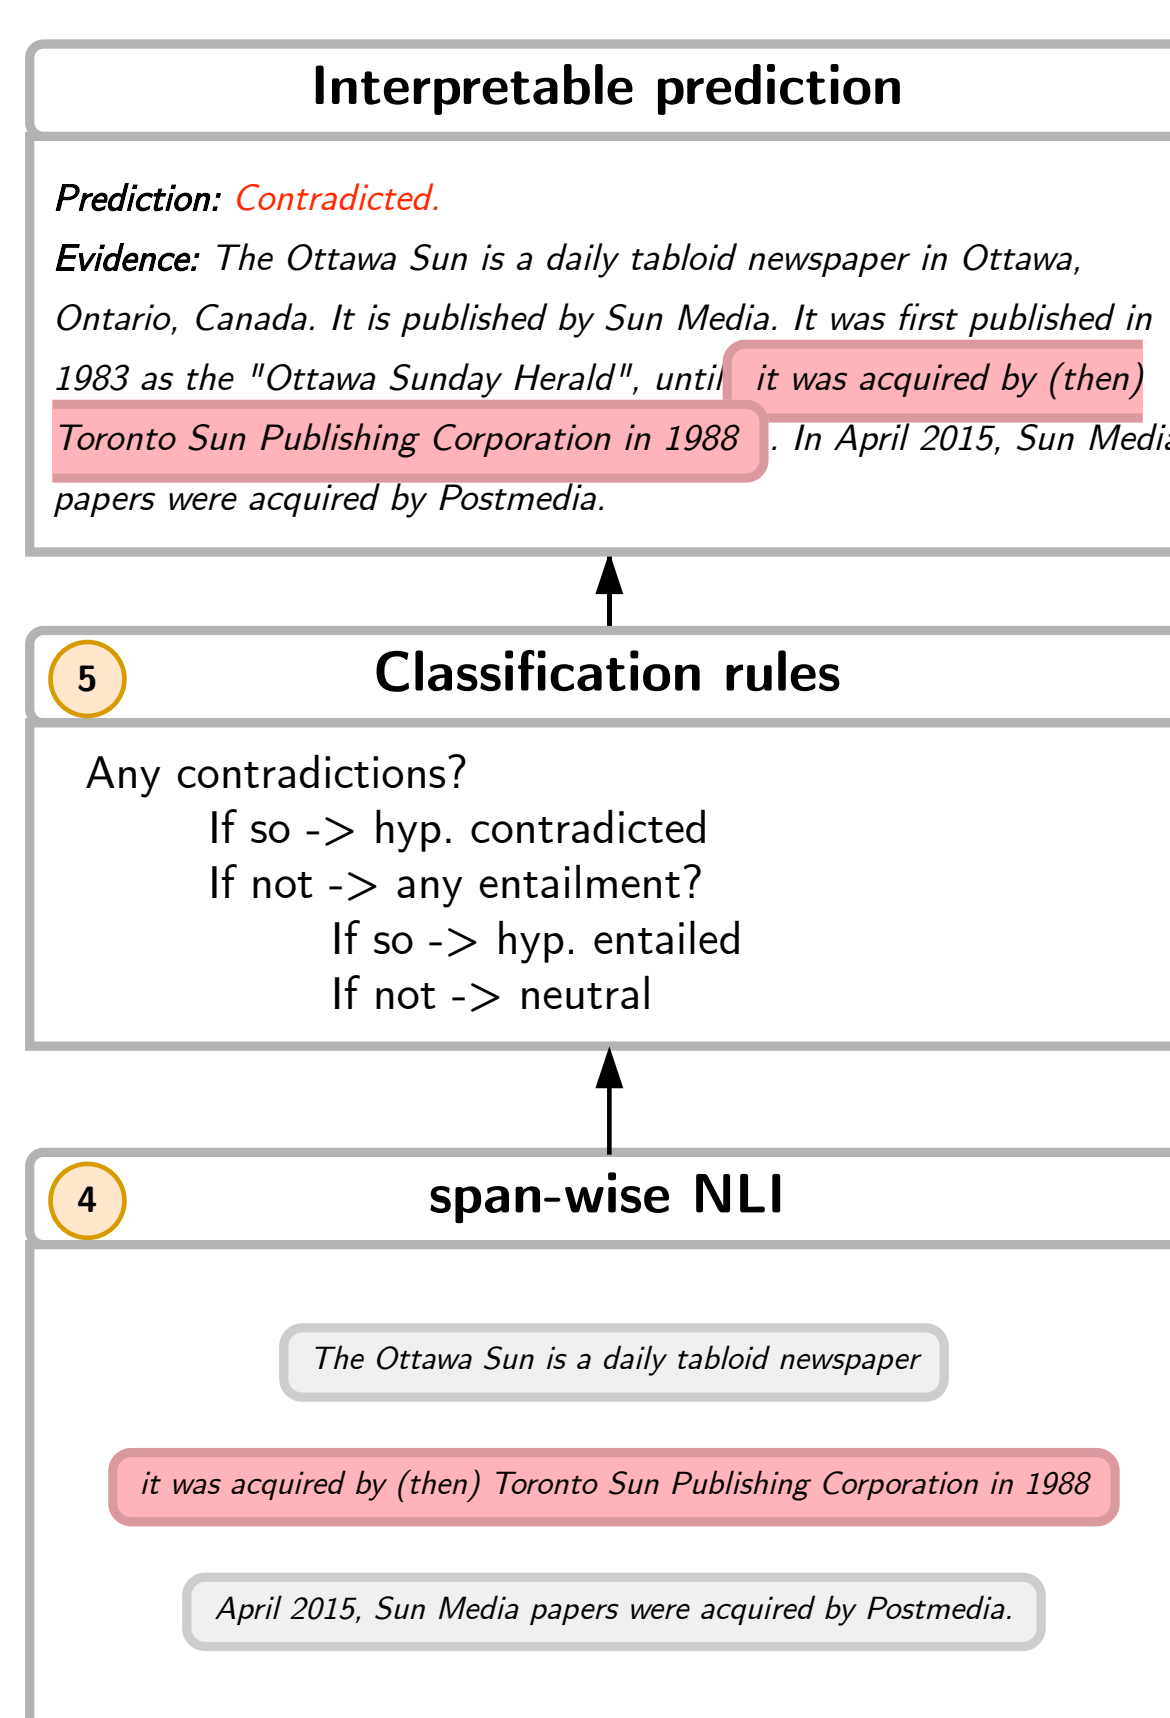 Interpretable prediction
Prediction: Contradicted.
Evidence: The Ottawa Sun is a daily tabloid newspaper in Ottawa,
Ontario, Canada. It is published by Sun Media. It was first published in
1983 as the "Ottawa Sunday Herald", until it was acquired by (then)
Toronto Sun Publishing Corporation in 1988 . In April 2015, Sun Media
papers were acquired by Postmedia.
5
Classification rules
Any contradictions?
If so -> hyp. contradicted
If not -> any entailment?
If so -> hyp. entailed
If not -> neutral
4
span-wise NLI
The Ottawa Sun is a daily tabloid newspaper
it was acquired by (then) Toronto Sun Publishing Corporation in 1988
April 2015, Sun Media papers were acquired by Postmedia.